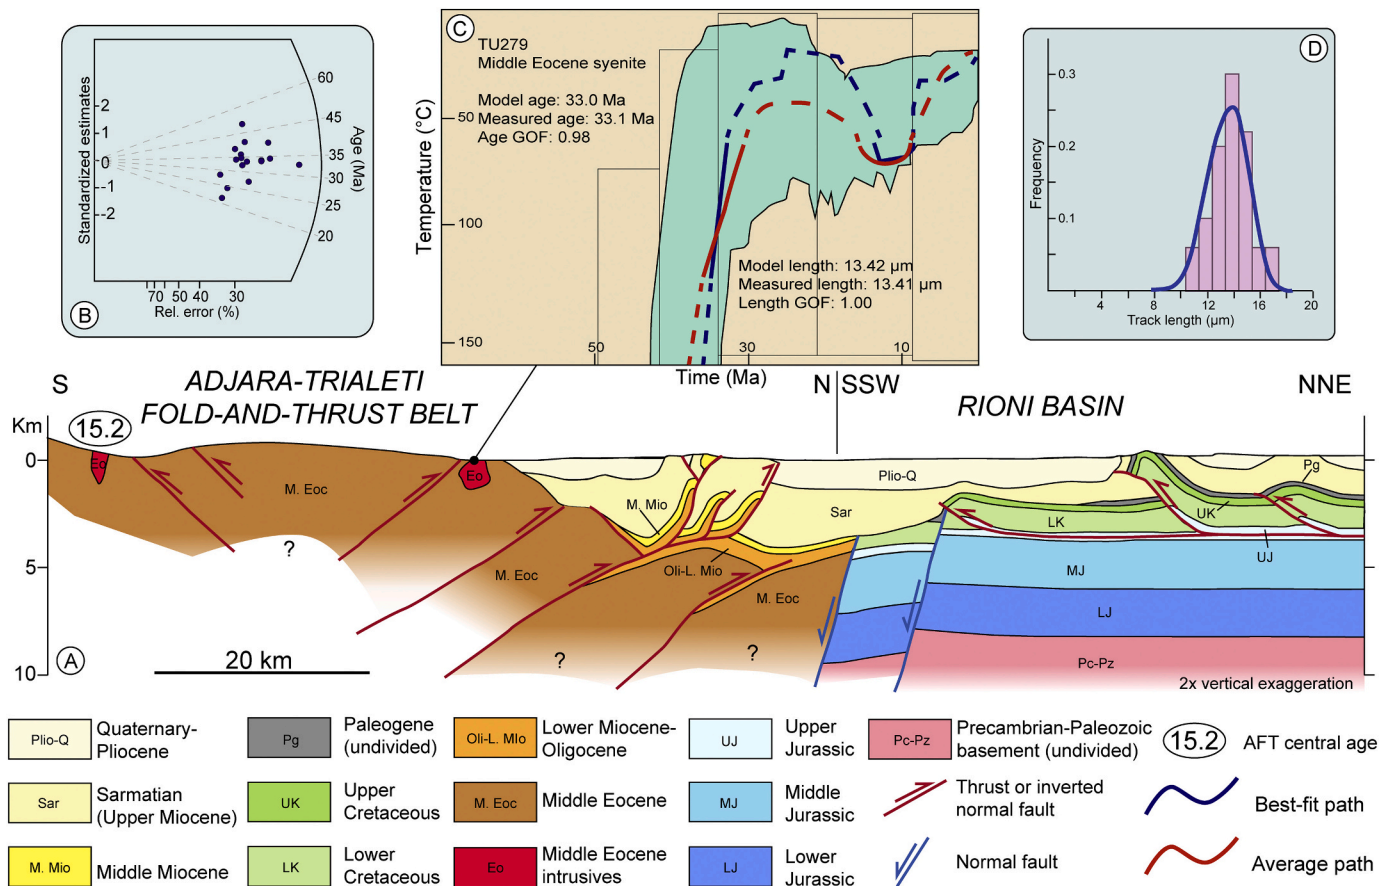 B
Standardized estimates
2
1
0
-1
-2
60
45
35
30
25
20
Age (Ma)
70 50 40 30
Rel. error (%)
C
TU279
Middle Eocene syenite
Model age: 33.0 Ma
Measured age: 33.1 Ma
Age GOF: 0.98
Temperature (°C)
50
100
150
Model length: 13.42 µm
Measured length: 13.41 µm
Length GOF: 1.00
50 30 10
Time (Ma)
D
Frequency
0.3
0.2
0.1
4 8 12 16 20
Track length (µm)
S
ADJARA-TRIALETI
FOLD-AND-THRUST BELT
N SSW
RIONI BASIN
NNE
Km
0
5
10
15.2
Eo
M. Eoc
Eo
?
M. Eoc
M. Mio
Oli-L. Mio
M. Eoc
?
?
Sar
Plio-Q
LK
UK
Pg
UJ
MJ
LJ
Pc-Pz
A
20 km
2x vertical exaggeration
Plio-Q
Quaternary-
Pliocene
Sar
Sarmatian
(Upper Miocene)
M. Mio
Middle Miocene
Pg
Paleogene
(undivided)
UK
Upper
Cretaceous
LK
Lower
Cretaceous
Oli-L. MIo
Lower Miocene-
Oligocene
M. Eoc
Middle Eocene
Eo
Middle Eocene
intrusives
UJ
Upper
Jurassic
MJ
Middle
Jurassic
LJ
Lower
Jurassic
Pc-Pz
Precambrian-Paleozoic
basement (undivided)
Thrust or inverted
normal fault
Normal fault
15.2
AFT central age
Best-fit path
Average path